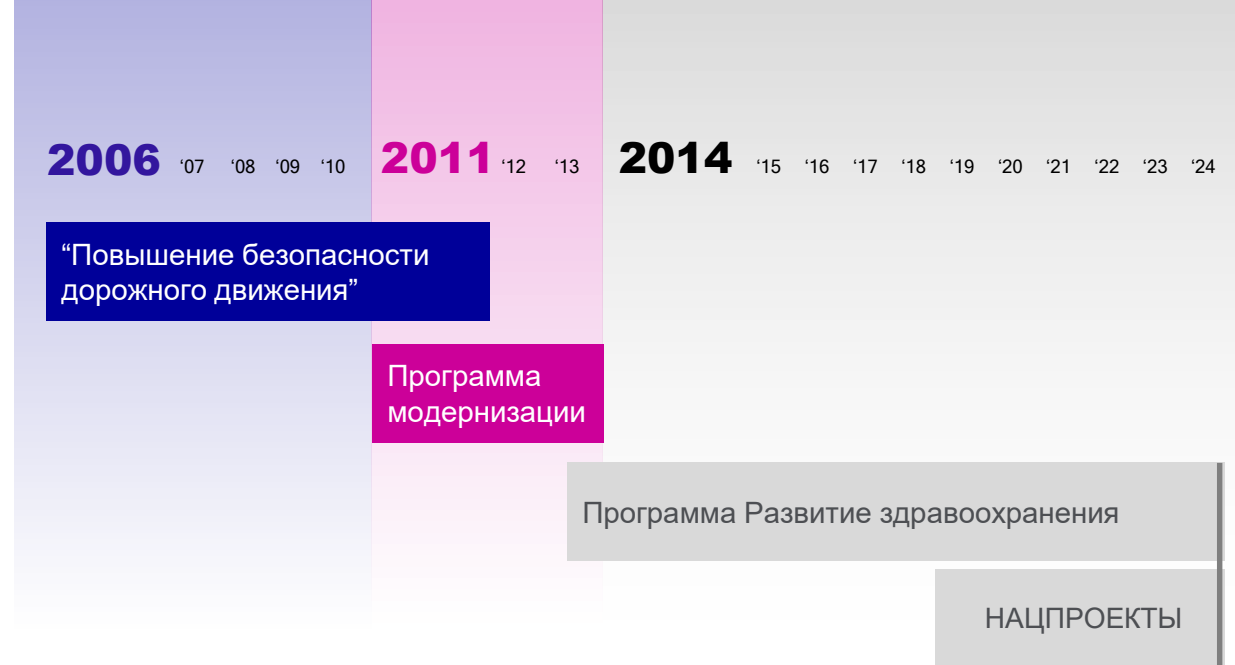 2006 ‘07 ‘08 ‘09 ‘10 2011 ‘12 ‘13 2014 ‘15 ‘16 ‘17 ‘18 ‘19 ‘20 ‘21 ‘22 ‘23 ‘24
“Повышение безопасности
дорожного движения”
Программа
модернизации
Программа Развитие здравоохранения
НАЦПРОЕКТЫ